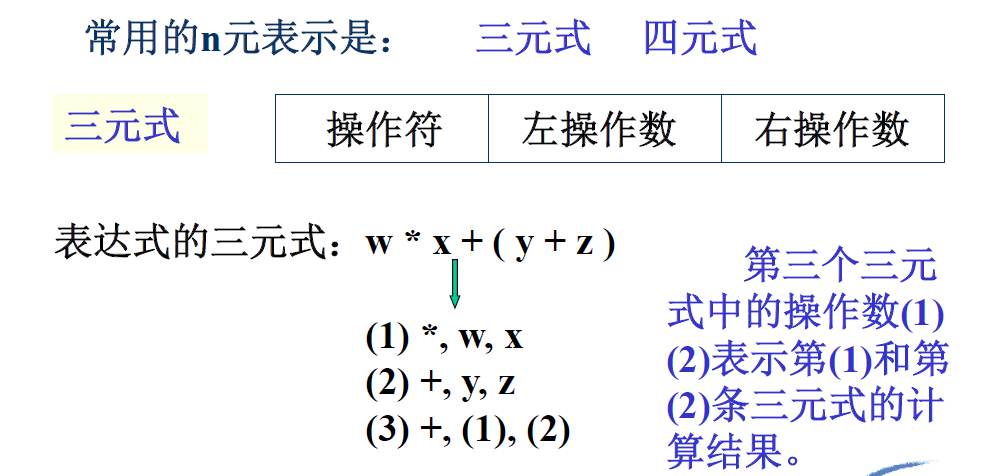 常用的n元表示是： 三元式 四元式
三元式 操作符 左操作数 右操作数
表达式的三元式：w * x + ( y + z )
(1) *, w, x
(2) +, y, z
(3) +, (1), (2)
第三个三元
式中的操作数(1)
(2)表示第(1)和第
(2)条三元式的计
算结果。